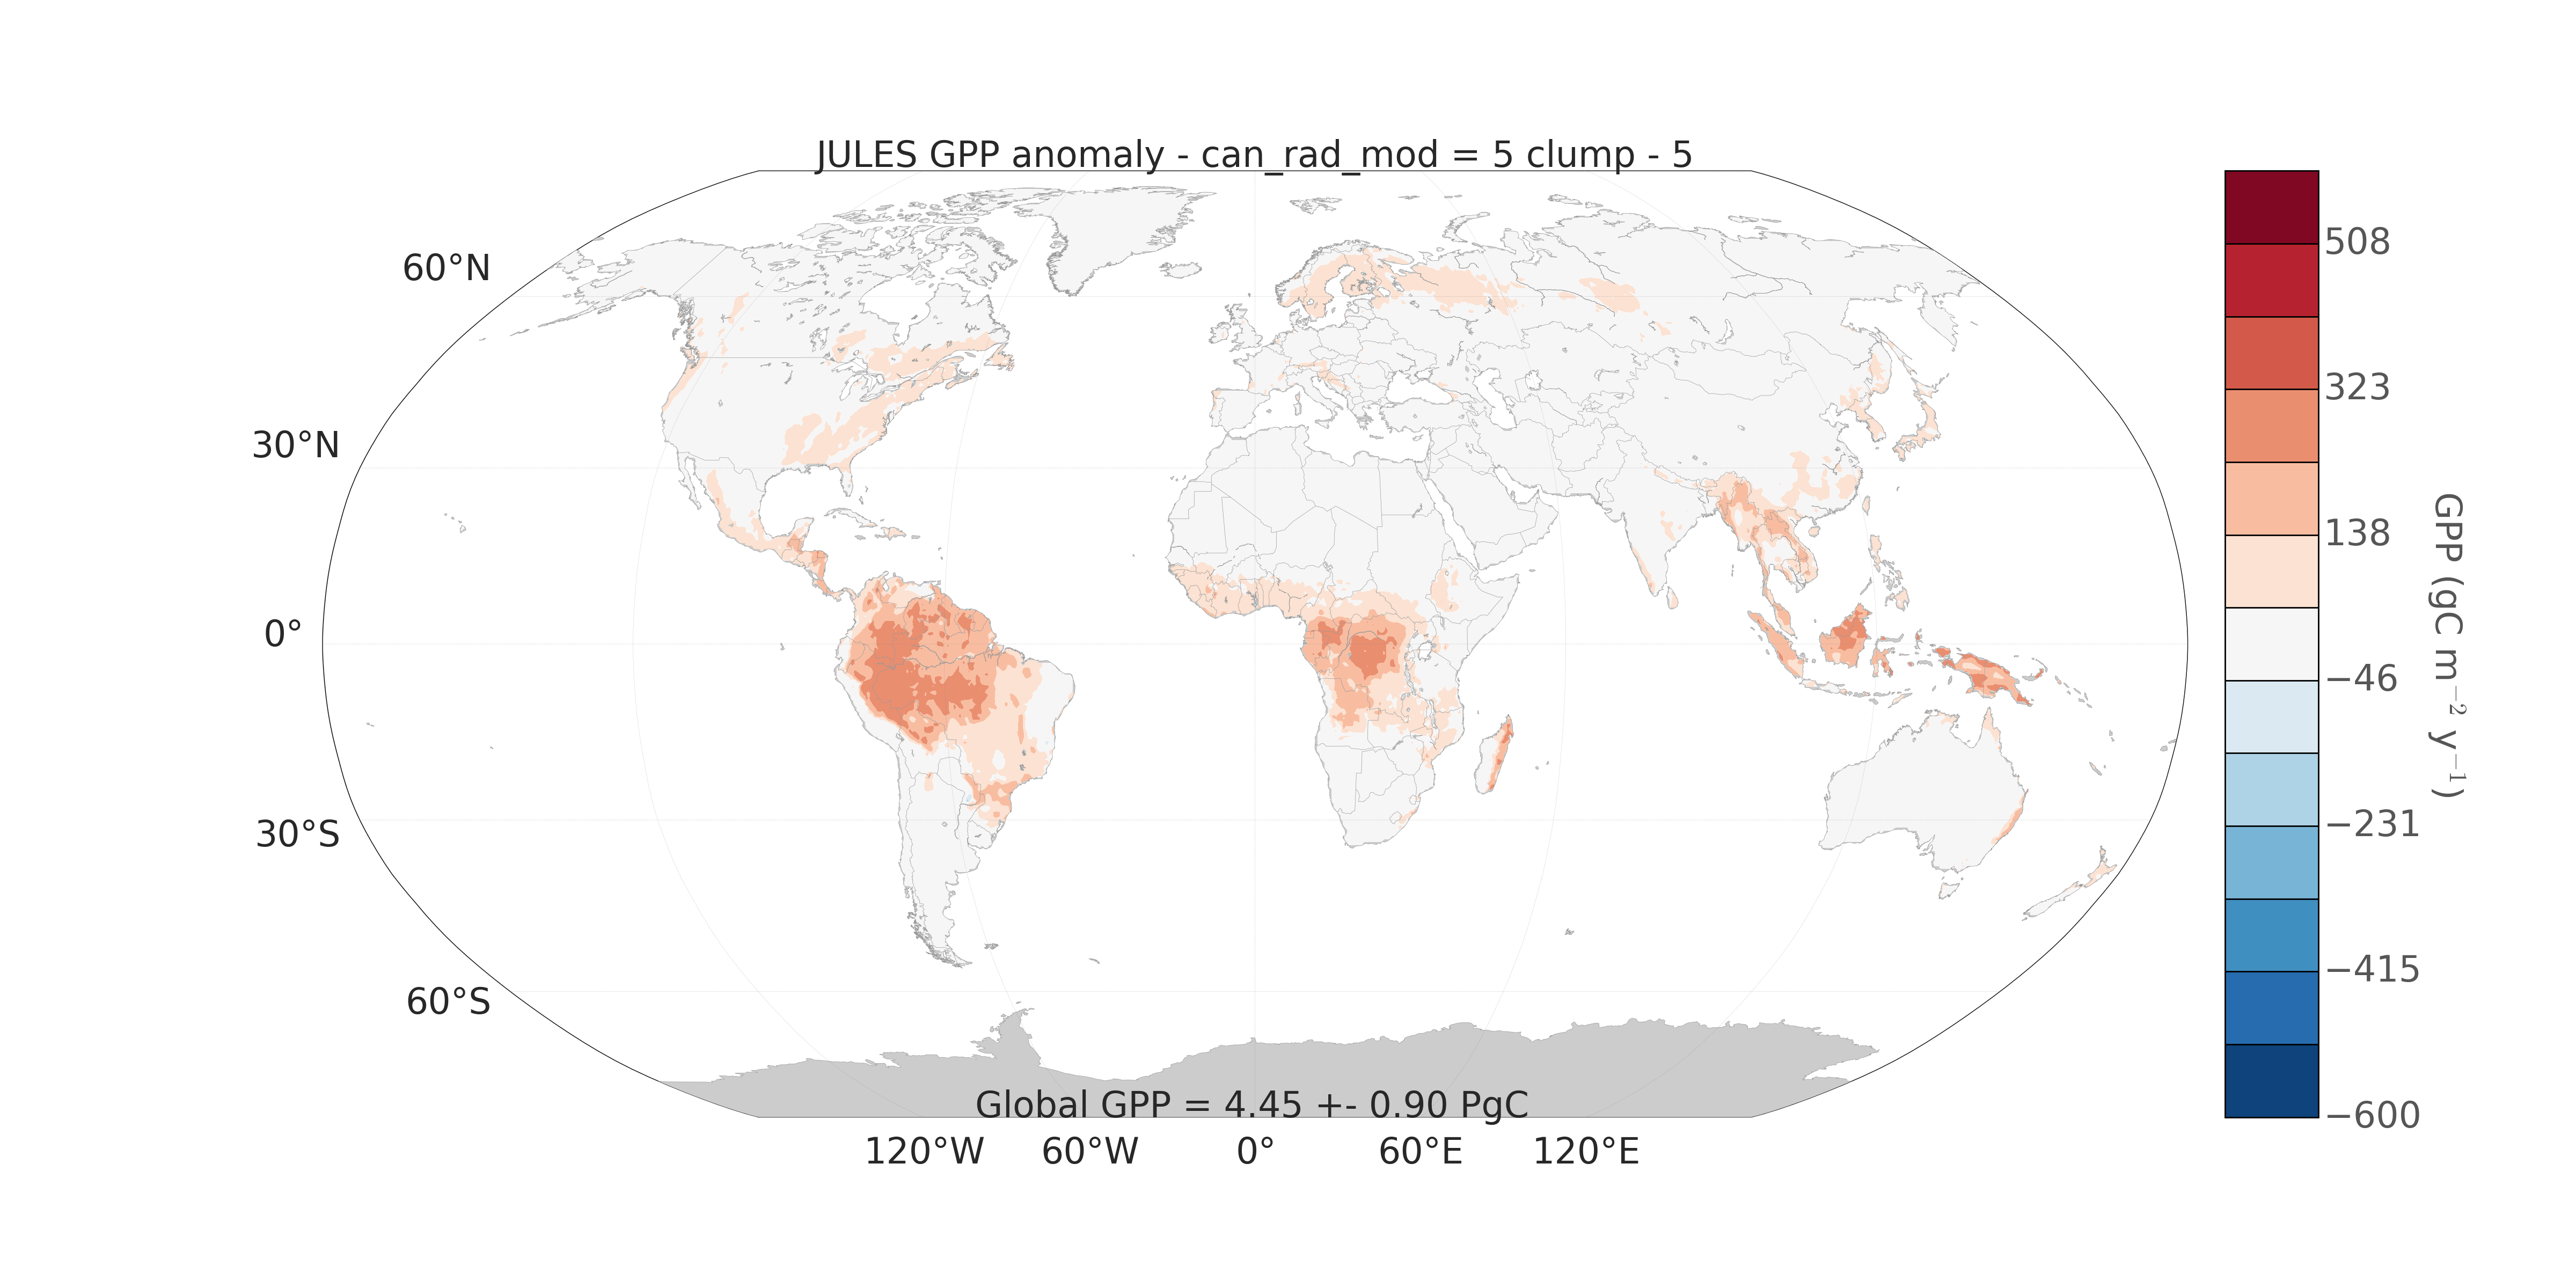 JULES GPP anomaly - can_rad_mod = 5 clump - 5
60°N
30°N
0°
30°S
60°S
Global GPP = 4.45 +- 0.90 PgC
120°W 60°W 0° 60°E 120°E
508
323
138
−46
−231
−415
−600
GPP (gC m⁻² y⁻¹)